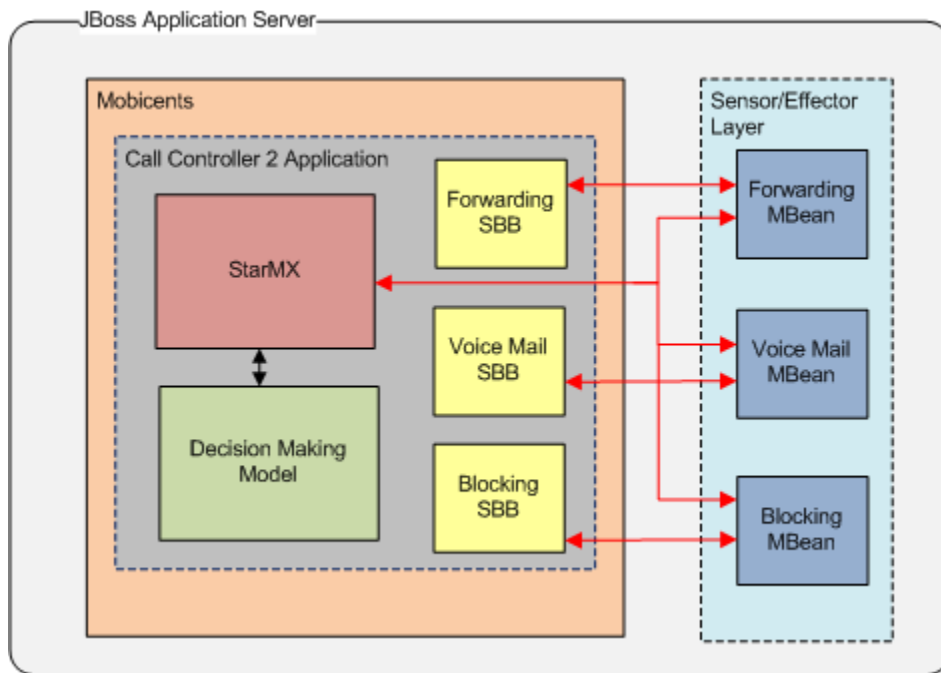 JBoss Application Server
Mobicents
Call Controller 2 Application
StarMX
Decision Making
Model
Forwarding
SBB
Voice Mail
SBB
Blocking
SBB
Sensor/Effector
Layer
Forwarding
MBean
Voice Mail
MBean
Blocking
MBean